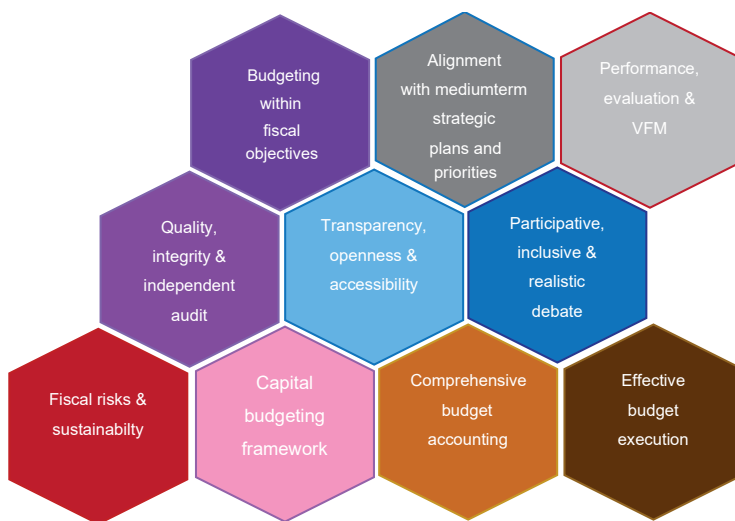 Budgeting
within
fiscal
objectives
Alignment
with mediumterm
strategic
plans and
priorities
Performance,
evaluation &
VFM
Quality,
integrity &
independent
audit
Transparency,
openness &
accessibility
Participative,
inclusive &
realistic
debate
Fiscal risks &
sustainabilty
Capital
budgeting
framework
Comprehensive
budget
accounting
Effective
budget
execution